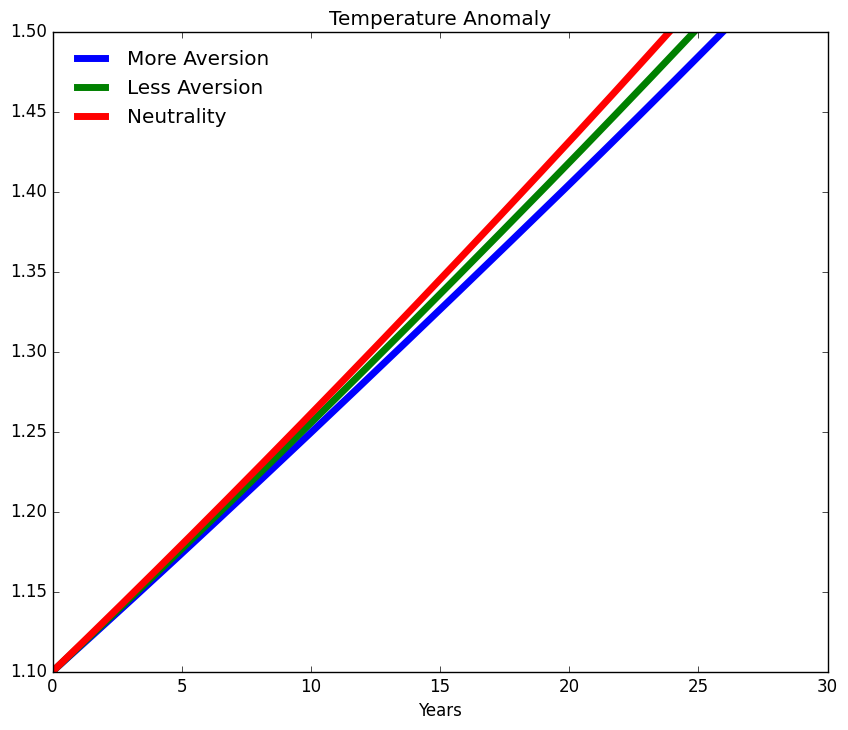 Temperature Anomaly
1.50
1.45
1.40
1.35
1.30
1.25
1.20
1.15
1.10
More Aversion
Less Aversion
Neutrality
0 5 10 15 20 25 30
Years